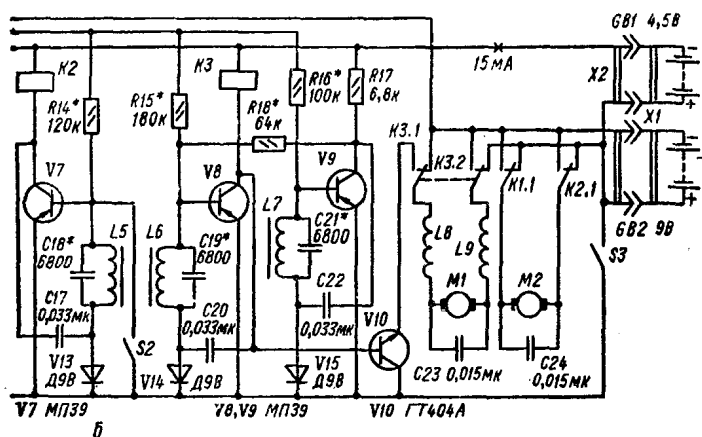 GB1 4,5В
15мА
X2
K2
R14*
120к
R15*
180к
K3
R18*
64к
R16*
100к
R17
6,8к
X1
K3.1
K3.2
K1.1
K2.1
GB2 9В
V7
V8
V9
L5
L6
L7
L8
L9
S3
C18*
6800
C19*
6800
C21*
6800
C17
0,033мк
S2
C20
0,033мк
C22
0,033мк
V10
M1
M2
V13
Д9В
V14
Д9В
V15
Д9В
C23 0,015мк
C24
0,015мк
V7 МП39
V8,V9 МП39
V10 ГТ404А
б